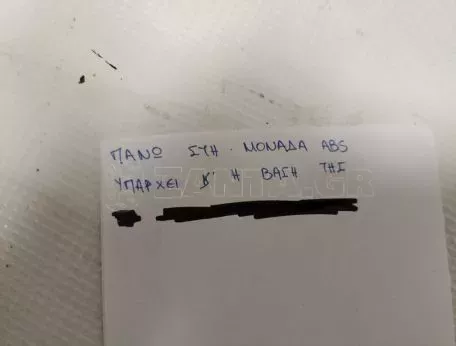 ΠΑΝΩ ΣΤΗ ΜΟΝΑΔΑ ABS
ΥΠΑΡΧΕΙ Κ' Η ΒΑΣΗ ΤΗΣ